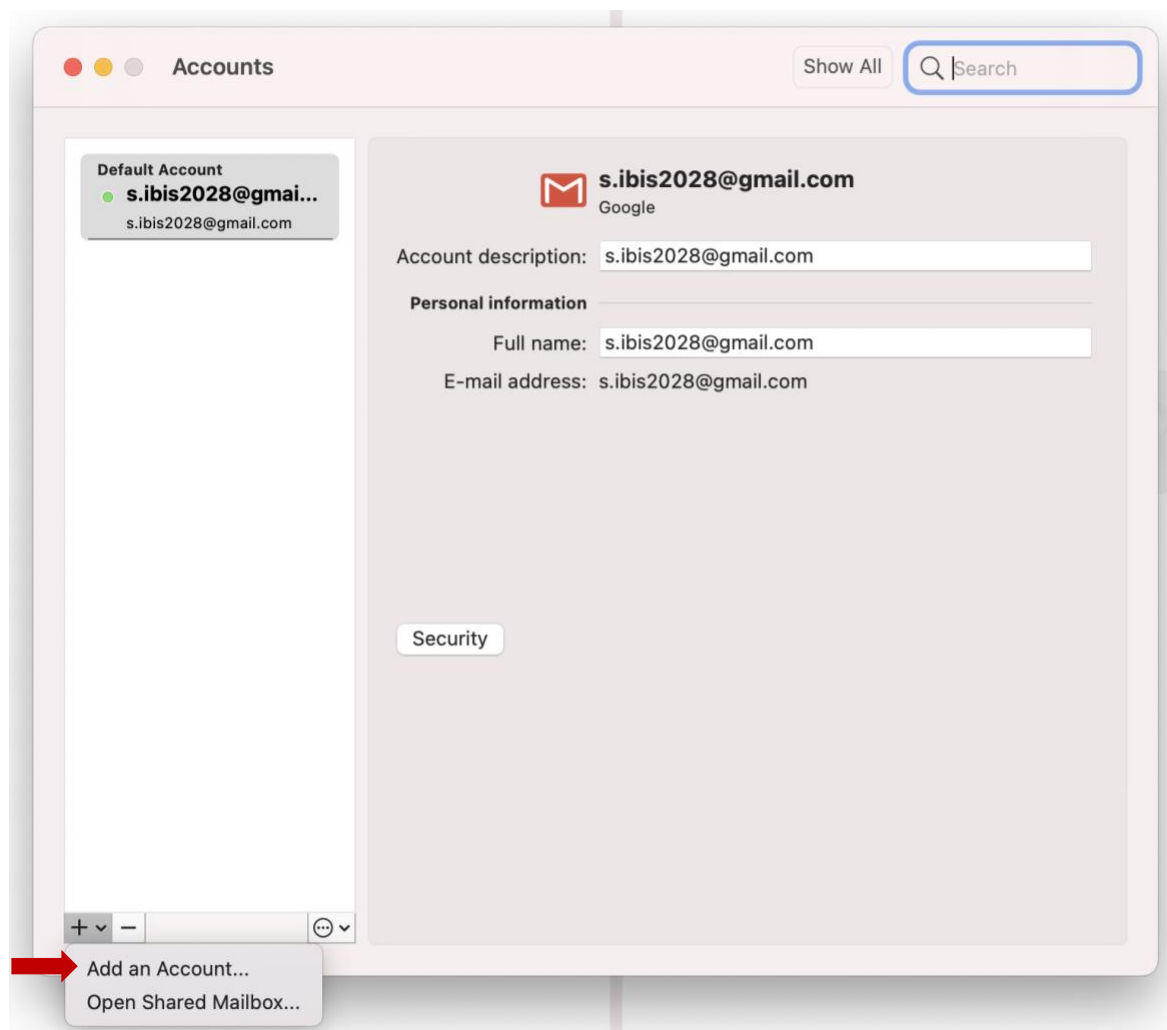 Accounts
Show All
Search
Default Account
s.ibis2028@gmai...
s.ibis2028@gmail.com
s.ibis2028@gmail.com
Google
Account description: s.ibis2028@gmail.com
Personal information
Full name: s.ibis2028@gmail.com
E-mail address: s.ibis2028@gmail.com
Security
Add an Account...
Open Shared Mailbox...